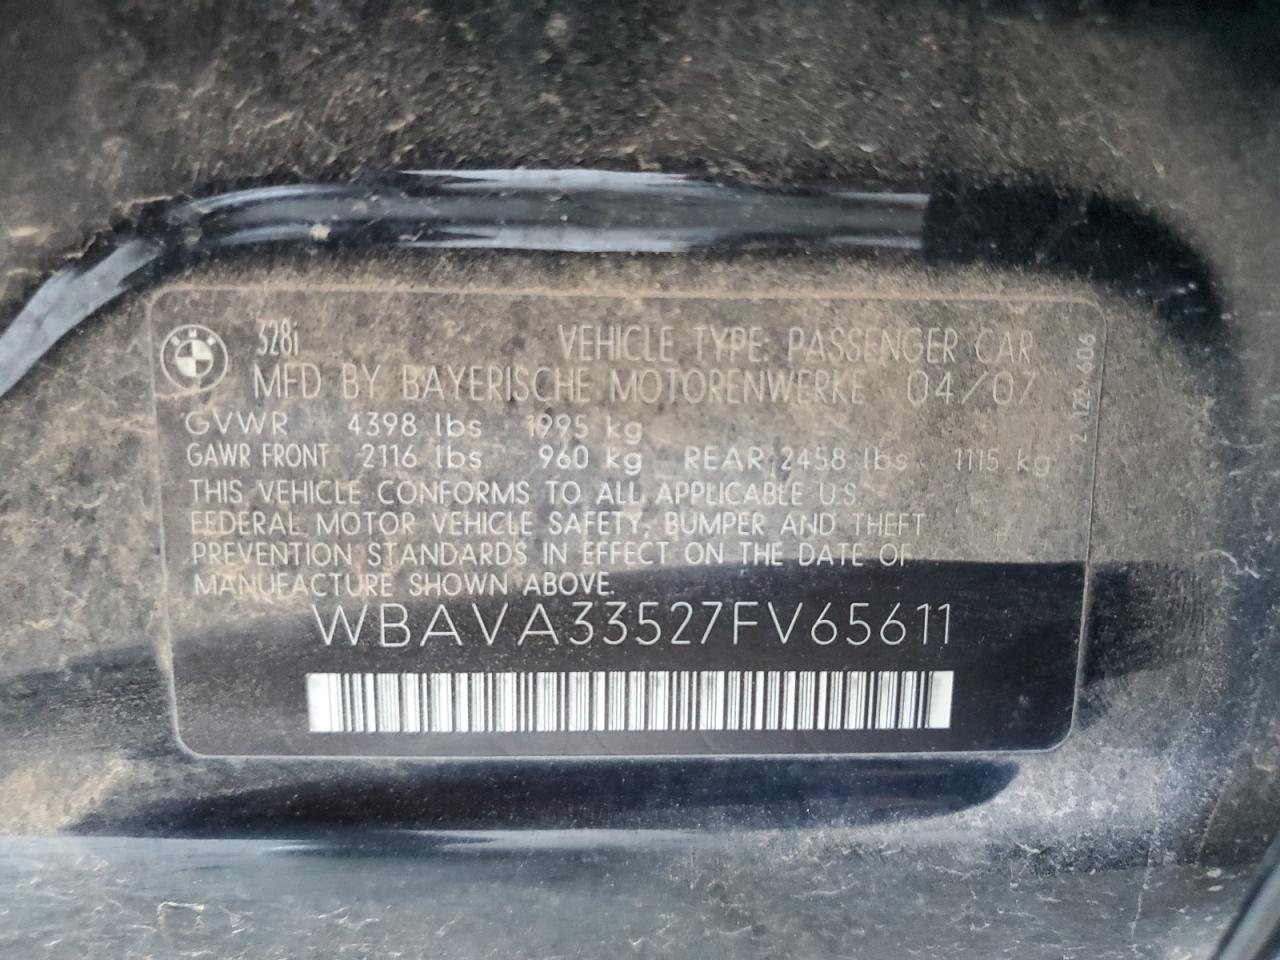 328i VEHICLE TYPE: PASSENGER CAR
MFD BY BAYERISCHE MOTORENWERKE 04/07
GVWR 4398 lbs 1995 kg
GAWR FRONT 2116 lbs 960 kg REAR 2458 lbs 1115 kg
THIS VEHICLE CONFORMS TO ALL APPLICABLE U.S.
FEDERAL MOTOR VEHICLE SAFETY, BUMPER AND THEFT
PREVENTION STANDARDS IN EFFECT ON THE DATE OF
MANUFACTURE SHOWN ABOVE.
WBAVA33527FV65611